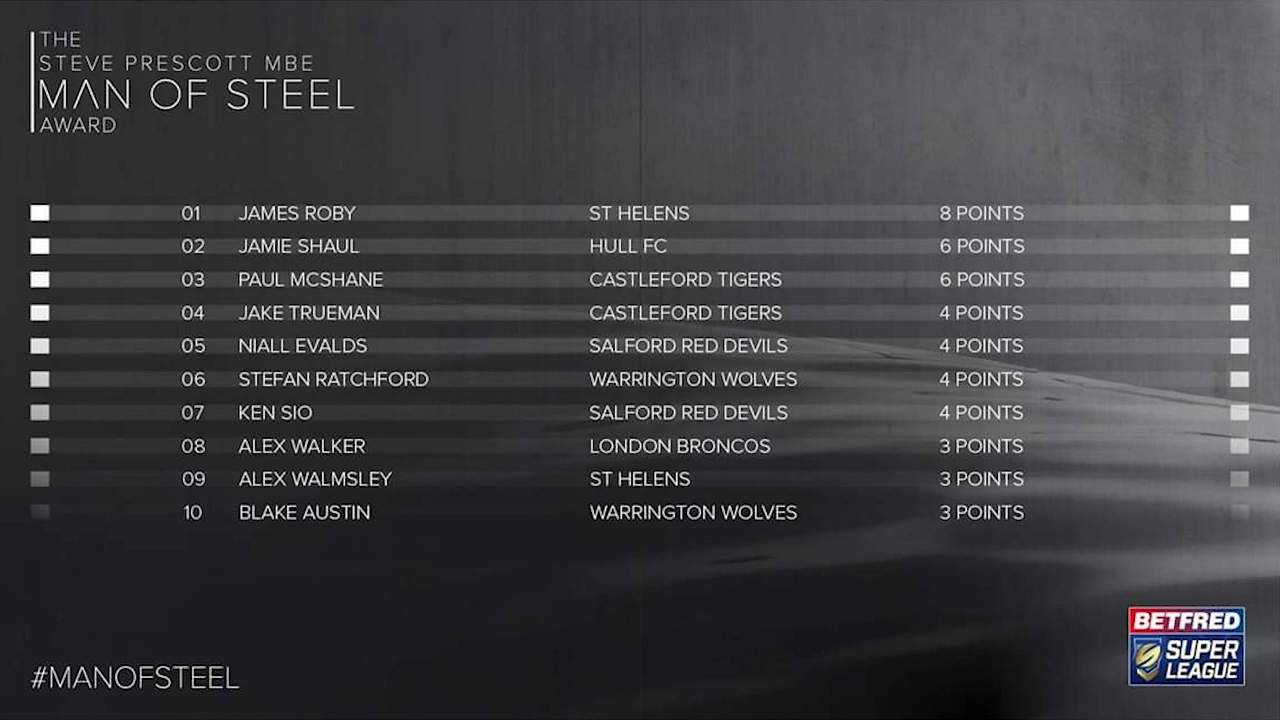 THE
STEVE PRESCOTT MBE
MAN OF STEEL
AWARD
01 JAMES ROBY ST HELENS 8 POINTS
02 JAMIE SHAUL HULL FC 6 POINTS
03 PAUL MCSHANE CASTLEFORD TIGERS 6 POINTS
04 JAKE TRUEMAN CASTLEFORD TIGERS 4 POINTS
05 NIALL EVALDS SALFORD RED DEVILS 4 POINTS
06 STEFAN RATCHFORD WARRINGTON WOLVES 4 POINTS
07 KEN SIO SALFORD RED DEVILS 4 POINTS
08 ALEX WALKER LONDON BRONCOS 3 POINTS
09 ALEX WALMSLEY ST HELENS 3 POINTS
10 BLAKE AUSTIN WARRINGTON WOLVES 3 POINTS
#MANOFSTEEL
BETFRED
SUPER
LEAGUE